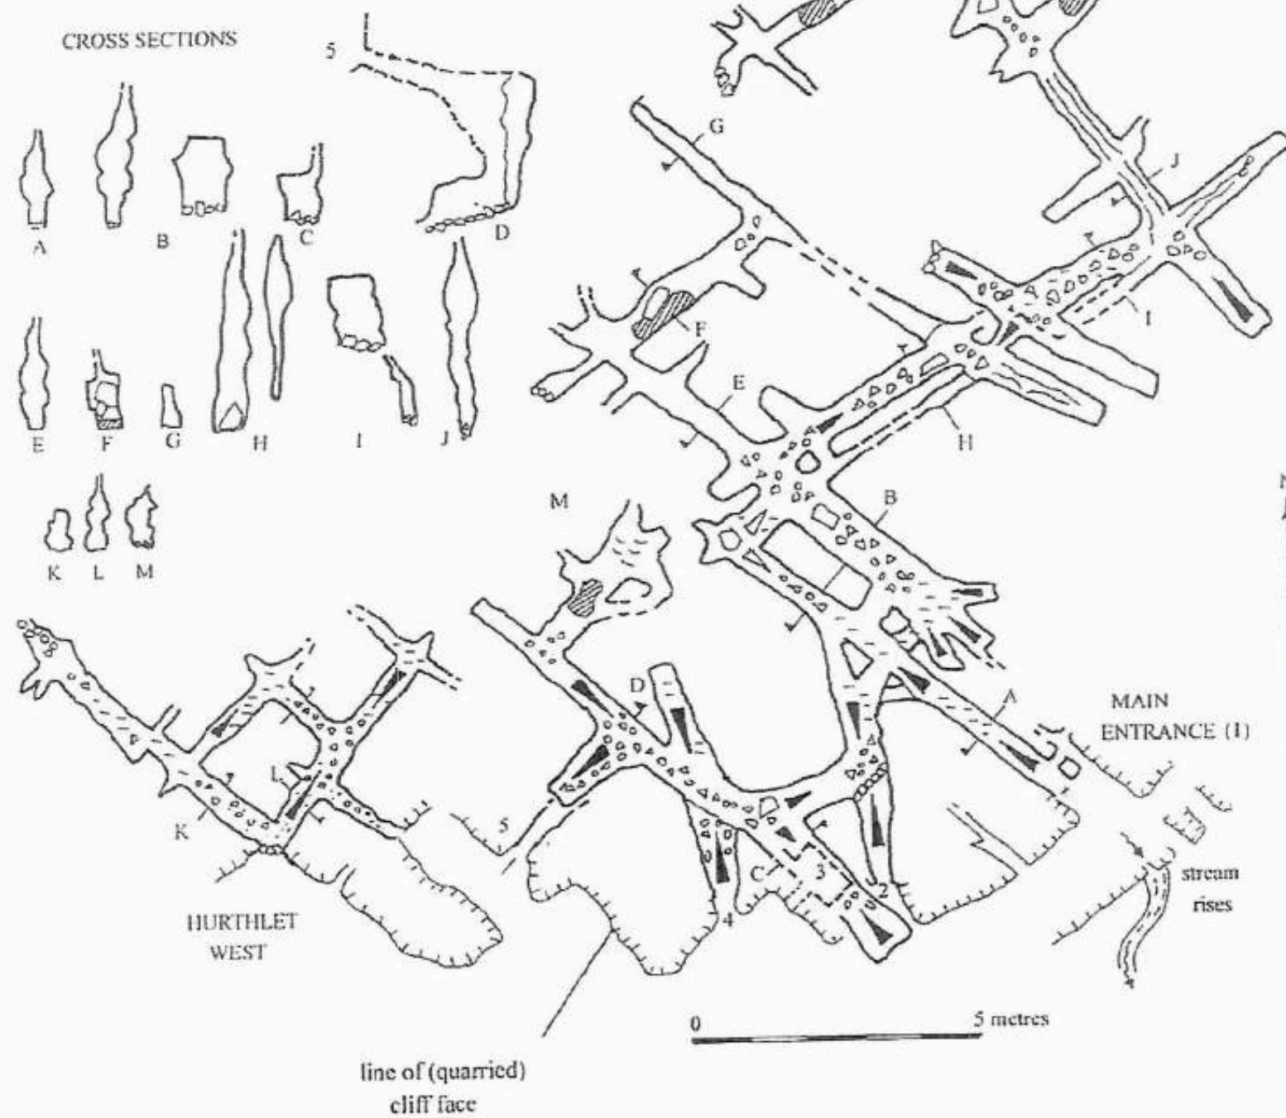 CROSS SECTIONS
5
A
B
C
D
E
F
G
H
I
J
K
L
M
G
J
F
I
E
H
M
B
D
A
MAIN
ENTRANCE (1)
L
K
5
C
3
2
4
stream
rises
HURTHLET
WEST
0
5 metres
line of (quarried)
cliff face
N